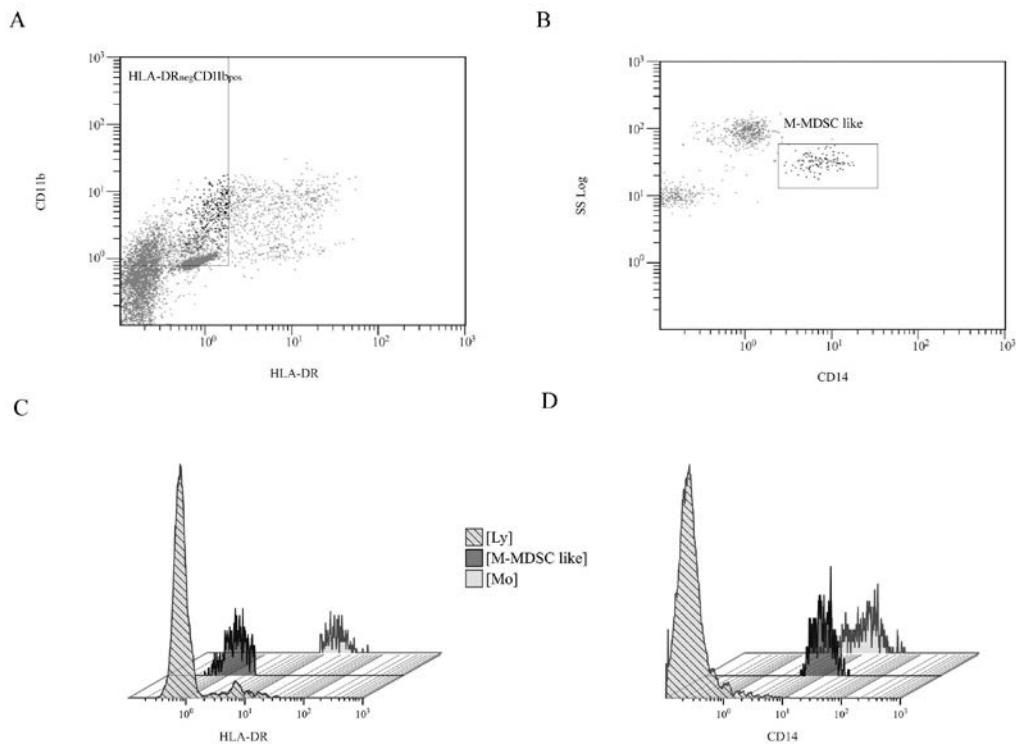 A
10³
10²
10¹
10⁰
CD11b
HLA-DRnegCD11bpos
10⁰
10¹
10²
10³
HLA-DR
B
10³
10²
10¹
10⁰
SS Log
M-MDSC like
10⁰
10¹
10²
10³
CD14
C
10⁰
10¹
10²
10³
HLA-DR
[Ly]
[M-MDSC like]
[Mo]
D
10⁰
10¹
10²
10³
CD14